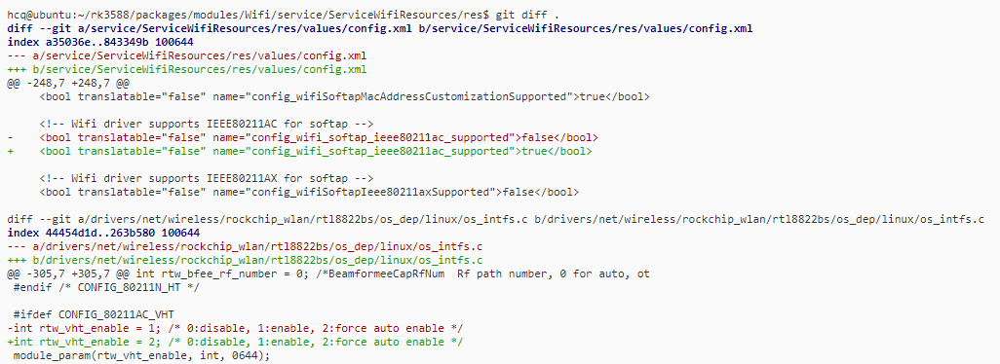 hcq@ubuntu:~/rk3588/packages/modules/Wifi/service/ServiceWifiResources/res$ git diff .
diff --git a/service/ServiceWifiResources/res/values/config.xml b/service/ServiceWifiResources/res/values/config.xml
index a35036e..843349b 100644
--- a/service/ServiceWifiResources/res/values/config.xml
+++ b/service/ServiceWifiResources/res/values/config.xml
@@ -248,7 +248,7 @@
     <bool translatable="false" name="config_wifiSoftapMacAddressCustomizationSupported">true</bool>

     <!-- Wifi driver supports IEEE80211AC for softap -->
-    <bool translatable="false" name="config_wifi_softap_ieee80211ac_supported">false</bool>
+    <bool translatable="false" name="config_wifi_softap_ieee80211ac_supported">true</bool>

     <!-- Wifi driver supports IEEE80211AX for softap -->
     <bool translatable="false" name="config_wifiSoftapIeee80211axSupported">false</bool>

diff --git a/drivers/net/wireless/rockchip_wlan/rtl8822bs/os_dep/linux/os_intfs.c b/drivers/net/wireless/rockchip_wlan/rtl8822bs/os_dep/linux/os_intfs.c
index 44454d1d..263b580 100644
--- a/drivers/net/wireless/rockchip_wlan/rtl8822bs/os_dep/linux/os_intfs.c
+++ b/drivers/net/wireless/rockchip_wlan/rtl8822bs/os_dep/linux/os_intfs.c
@@ -305,7 +305,7 @@ int rtw_bfee_rf_number = 0; /*BeamformeeCapRfNum  Rf path number, 0 for auto, ot
 #endif /* CONFIG_80211N_HT */

 #ifdef CONFIG_80211AC_VHT
-int rtw_vht_enable = 1; /* 0:disable, 1:enable, 2:force auto enable */
+int rtw_vht_enable = 2; /* 0:disable, 1:enable, 2:force auto enable */
 module_param(rtw_vht_enable, int, 0644);